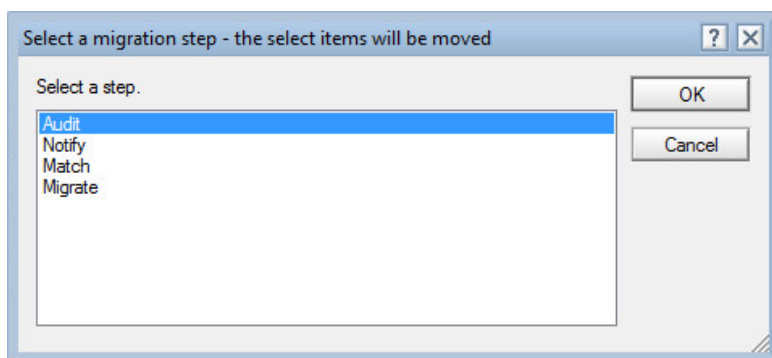 Select a migration step - the select items will be moved
?
Select a step.
OK
Audit
Notify
Cancel
Match
Migrate